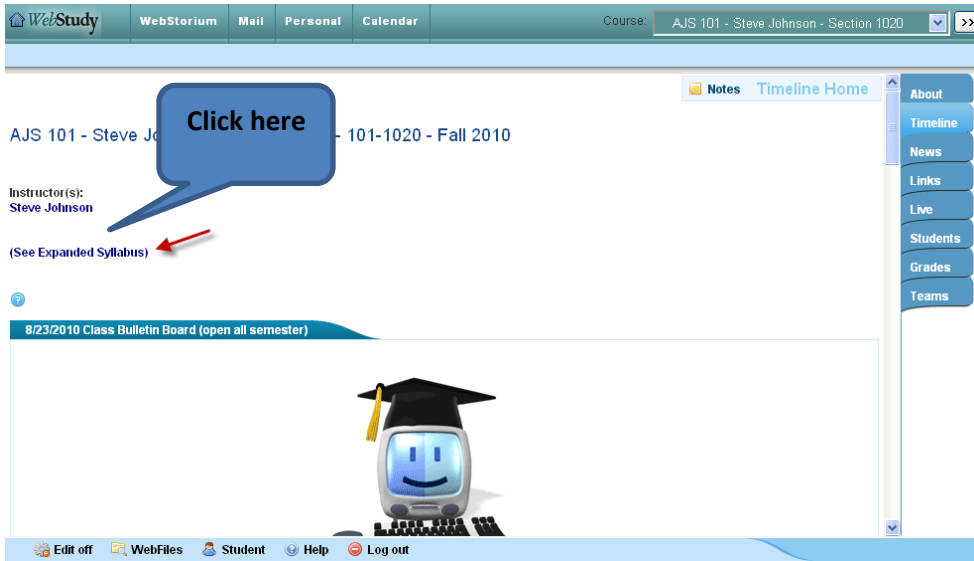 WebStudy WebStorium Mail Personal Calendar Course: AJS 101 - Steve Johnson - Section 1020 >>
Notes Timeline Home
Click here
AJS 101 - Steve Jo - 101-1020 - Fall 2010
Instructor(s):
Steve Johnson
(See Expanded Syllabus)
?
8/23/2010 Class Bulletin Board (open all semester)
About
Timeline
News
Links
Live
Students
Grades
Teams
Edit off WebFiles Student ? Help Log out